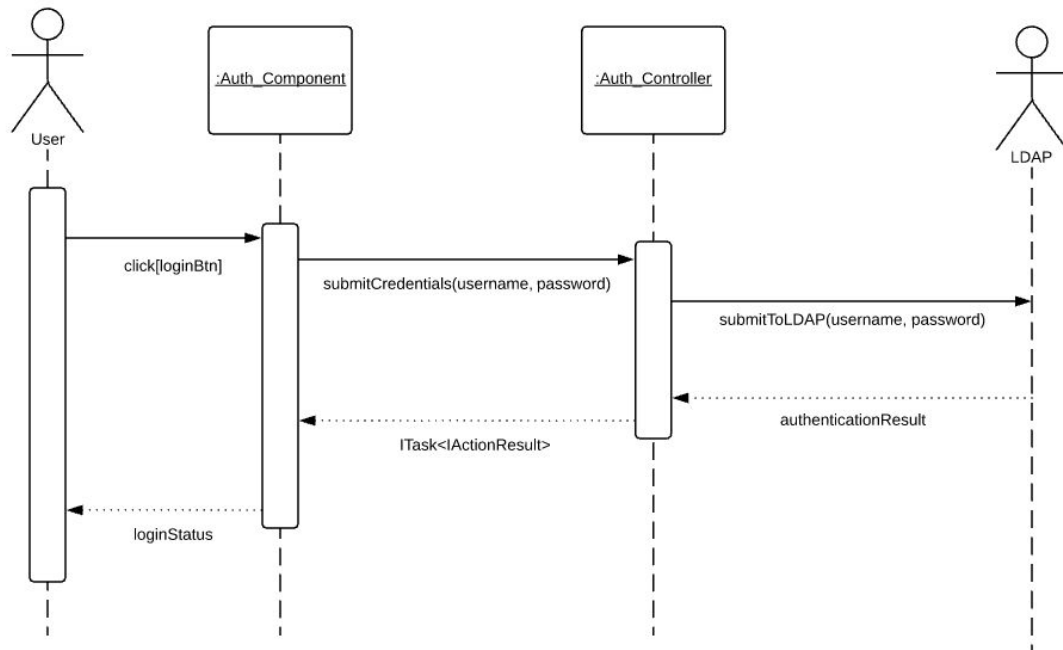 :Auth_Component
:Auth_Controller
User
LDAP
click[loginBtn]
submitCredentials(username, password)
submitToLDAP(username, password)
authenticationResult
ITask<IActionResult>
loginStatus